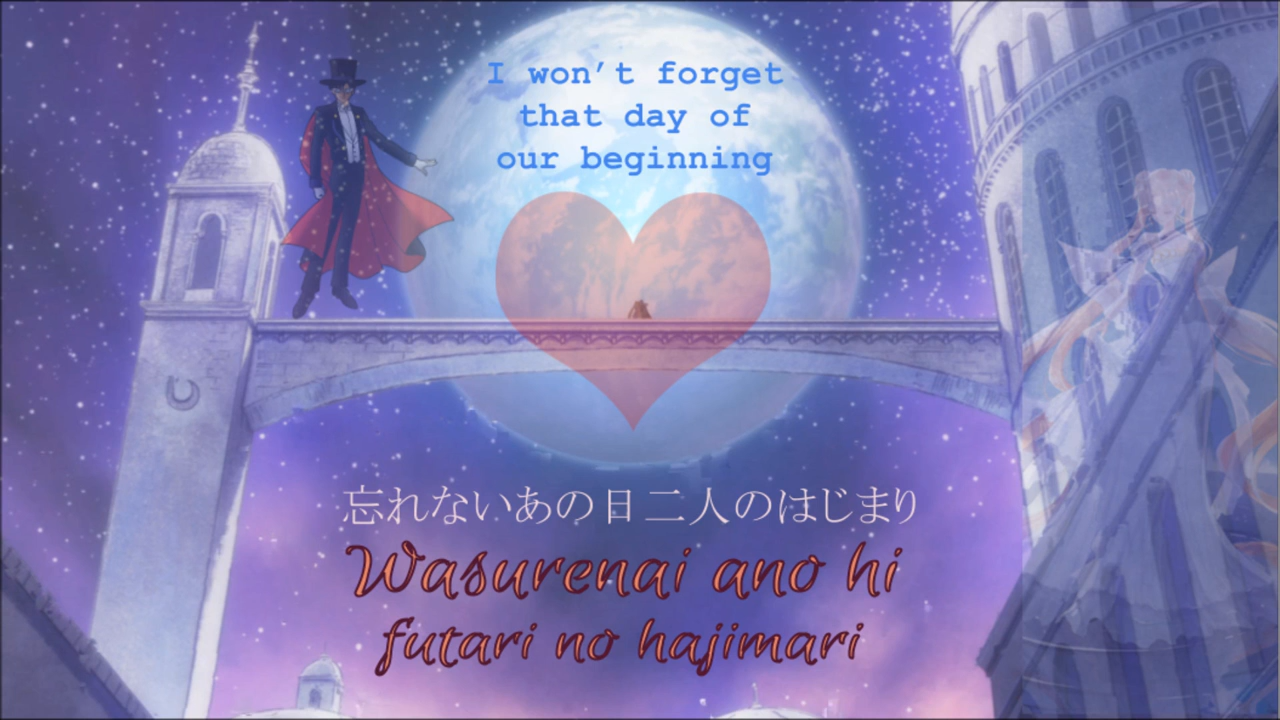 I won’t forget
that day of
our beginning
忘れないあの日二人のはじまり
Wasurenai ano hi
futari no hajimari